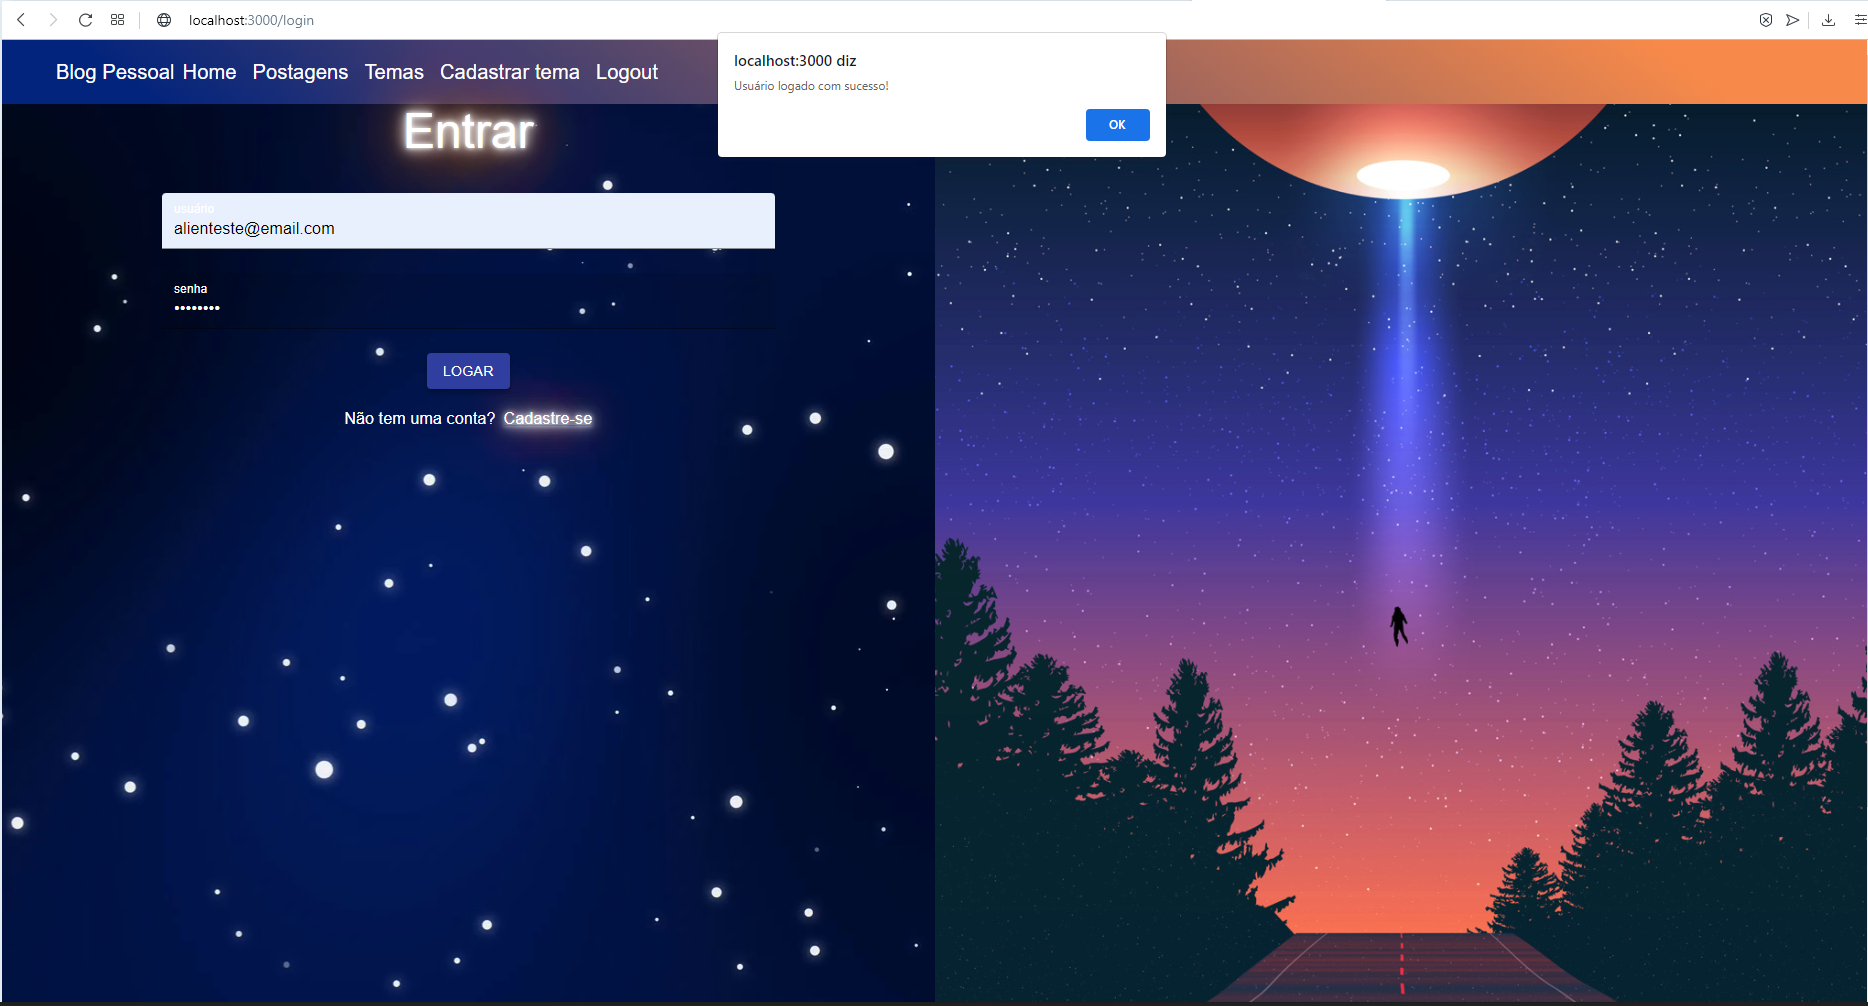 localhost:3000/login
Blog Pessoal Home Postagens Temas Cadastrar tema Logout
localhost:3000 diz
Usuário logado com sucesso!
OK
Entrar
usuário
alienteste@email.com
senha
••••••••
LOGAR
Não tem uma conta? Cadastre-se